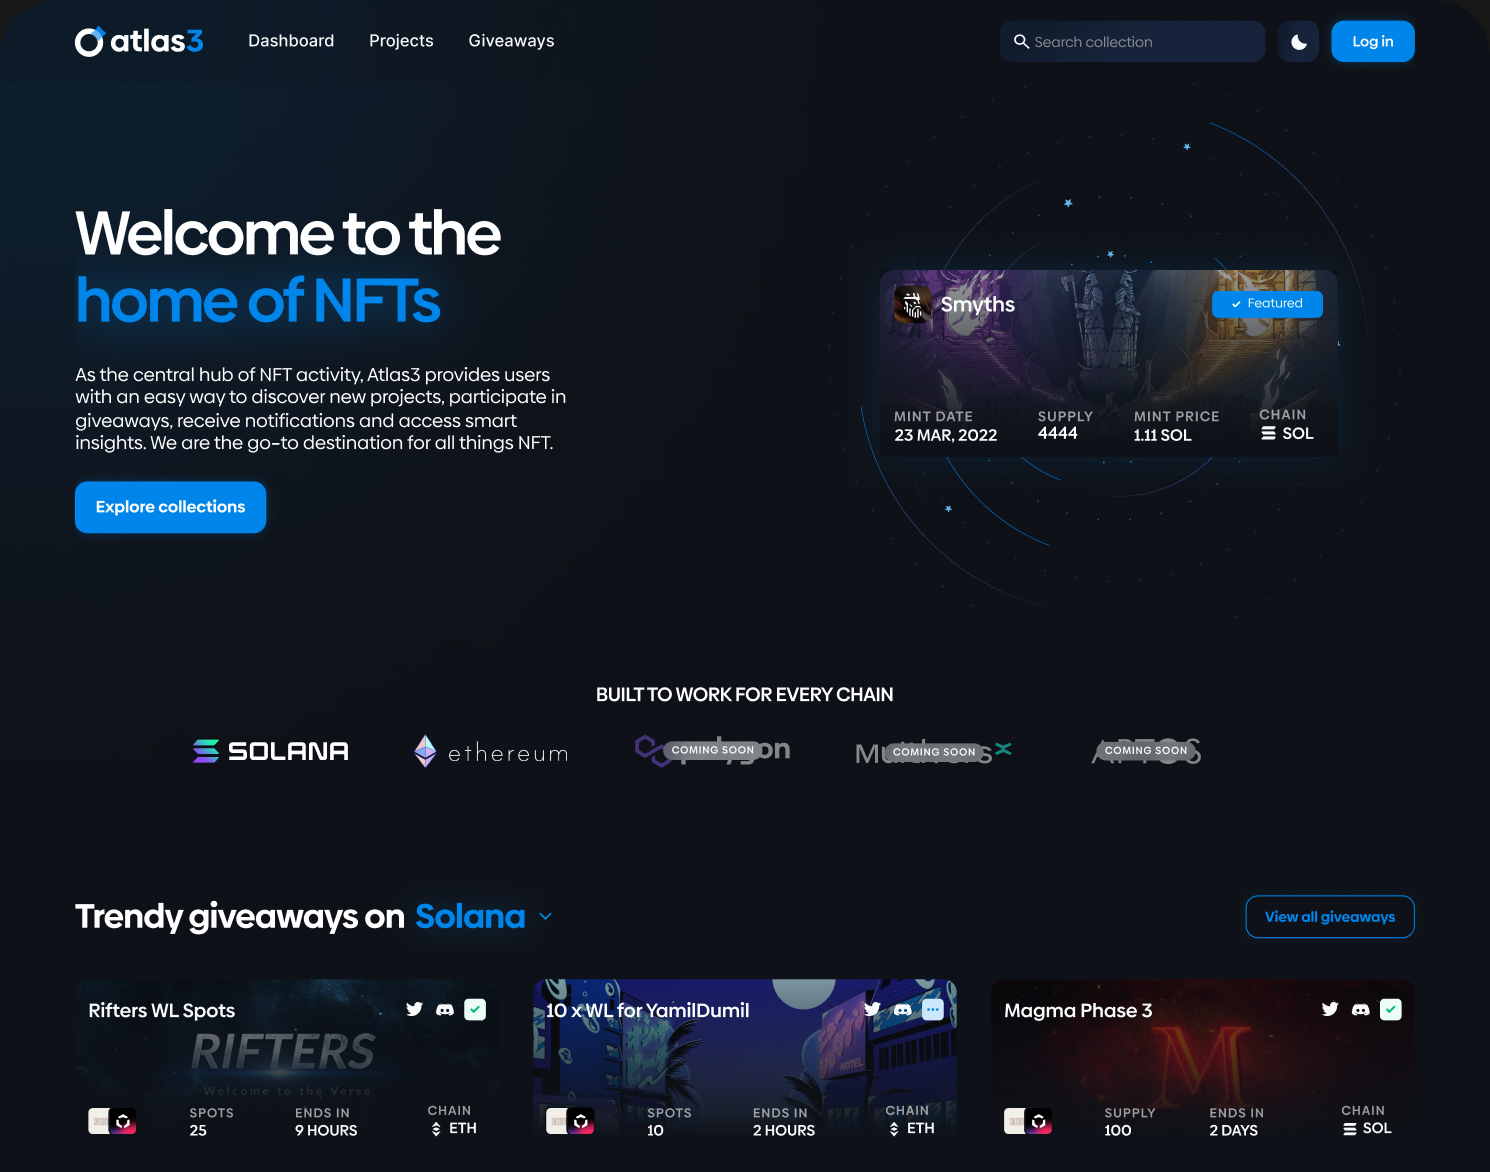 atlas3
Dashboard
Projects
Giveaways
Search collection
Log in
Welcome to the
home of NFTs
As the central hub of NFT activity, Atlas3 provides users
with an easy way to discover new projects, participate in
giveaways, receive notifications and access smart
insights. We are the go-to destination for all things NFT.
Explore collections
Smyths
Featured
MINT DATE
23 MAR, 2022
SUPPLY
4444
MINT PRICE
1.11 SOL
CHAIN
SOL
BUILT TO WORK FOR EVERY CHAIN
SOLANA
ethereum
polygon
COMING SOON
COMING SOON
APTOS
COMING SOON
Trendy giveaways on Solana
View all giveaways
Rifters WL Spots
RIFTERS
Welcome to the Verse
SPOTS
25
ENDS IN
9 HOURS
CHAIN
ETH
10 x WL for YamilDumil
HOTEL
SPOTS
10
ENDS IN
2 HOURS
CHAIN
ETH
Magma Phase 3
M
SUPPLY
100
ENDS IN
2 DAYS
CHAIN
SOL